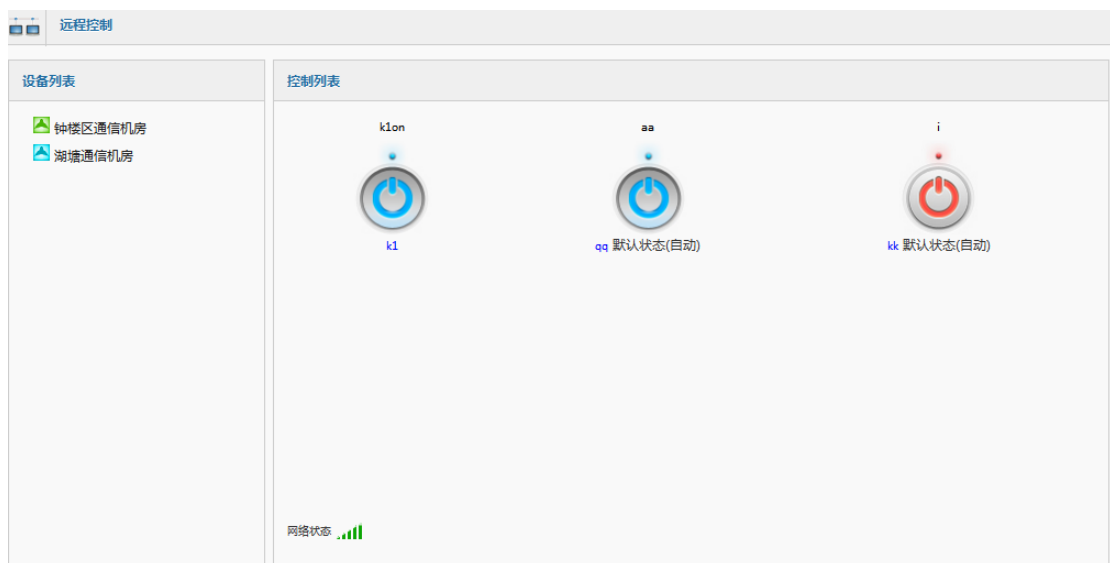 远程控制
设备列表
钟楼区通信机房
湖塘通信机房
控制列表
k1on aa i
k1 qq 默认状态(自动) kk 默认状态(自动)
网络状态